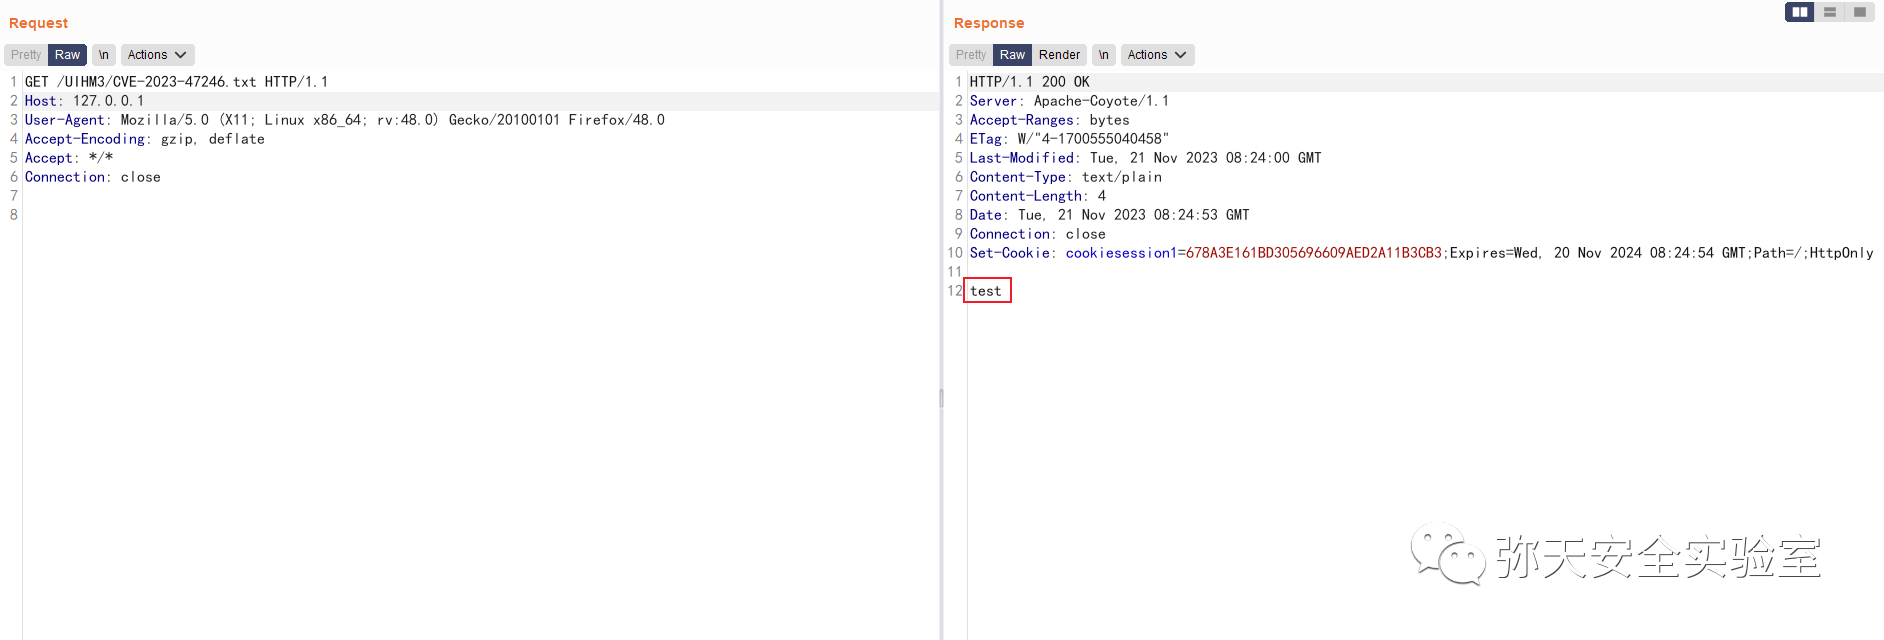 Request
Pretty Raw \n Actions
1 GET /UIHM3/CVE-2023-47246.txt HTTP/1.1
2 Host: 127.0.0.1
3 User-Agent: Mozilla/5.0 (X11; Linux x86_64; rv:48.0) Gecko/20100101 Firefox/48.0
4 Accept-Encoding: gzip, deflate
5 Accept: */*
6 Connection: close
7
8
Response
Pretty Raw Render \n Actions
1 HTTP/1.1 200 OK
2 Server: Apache-Coyote/1.1
3 Accept-Ranges: bytes
4 ETag: W/"4-1700555040458"
5 Last-Modified: Tue, 21 Nov 2023 08:24:00 GMT
6 Content-Type: text/plain
7 Content-Length: 4
8 Date: Tue, 21 Nov 2023 08:24:53 GMT
9 Connection: close
10 Set-Cookie: cookiesession1=678A3E161BD305696609AED2A11B3CB3;Expires=Wed, 20 Nov 2024 08:24:54 GMT;Path=/;HttpOnly
11
12 test
弥天安全实验室